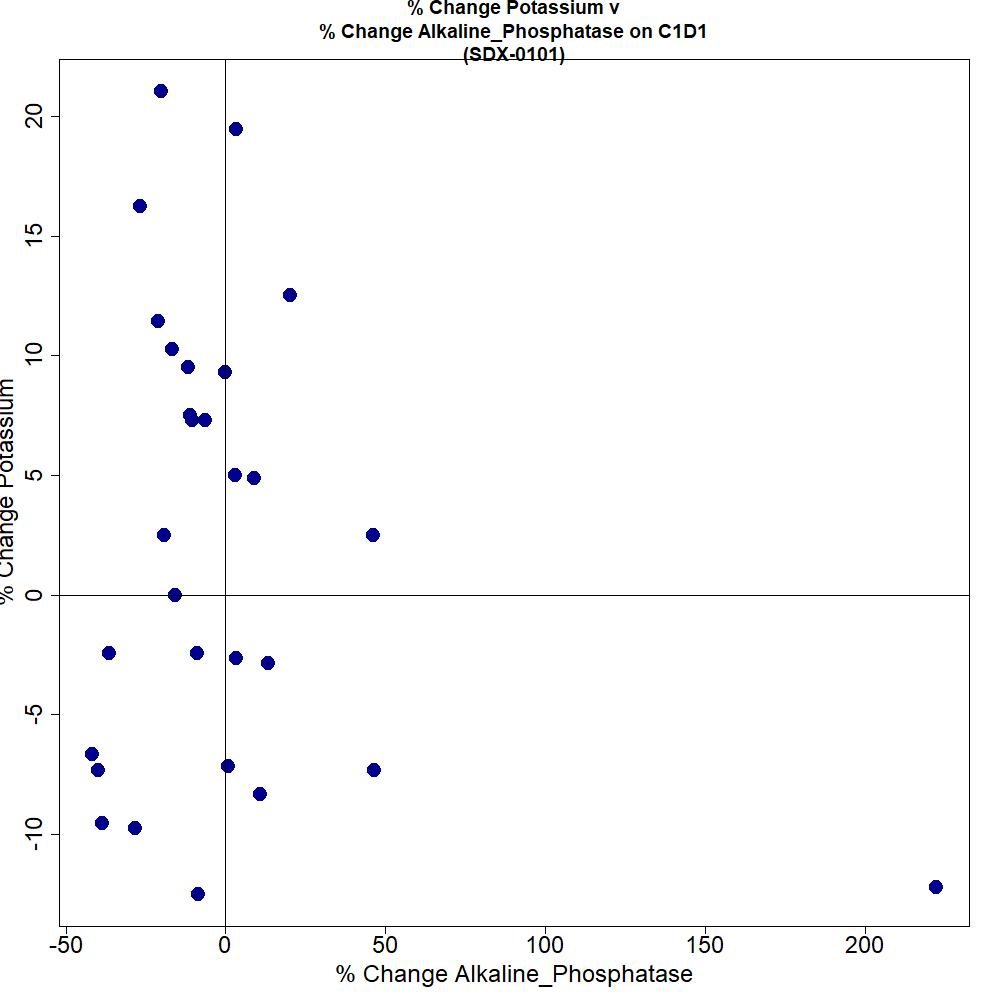 % Change Potassium v
% Change Alkaline_Phosphatase on C1D1
(SDX-0101)
% Change Potassium
20
15
10
5
0
-5
-10
-50
0
50
100
150
200
% Change Alkaline_Phosphatase